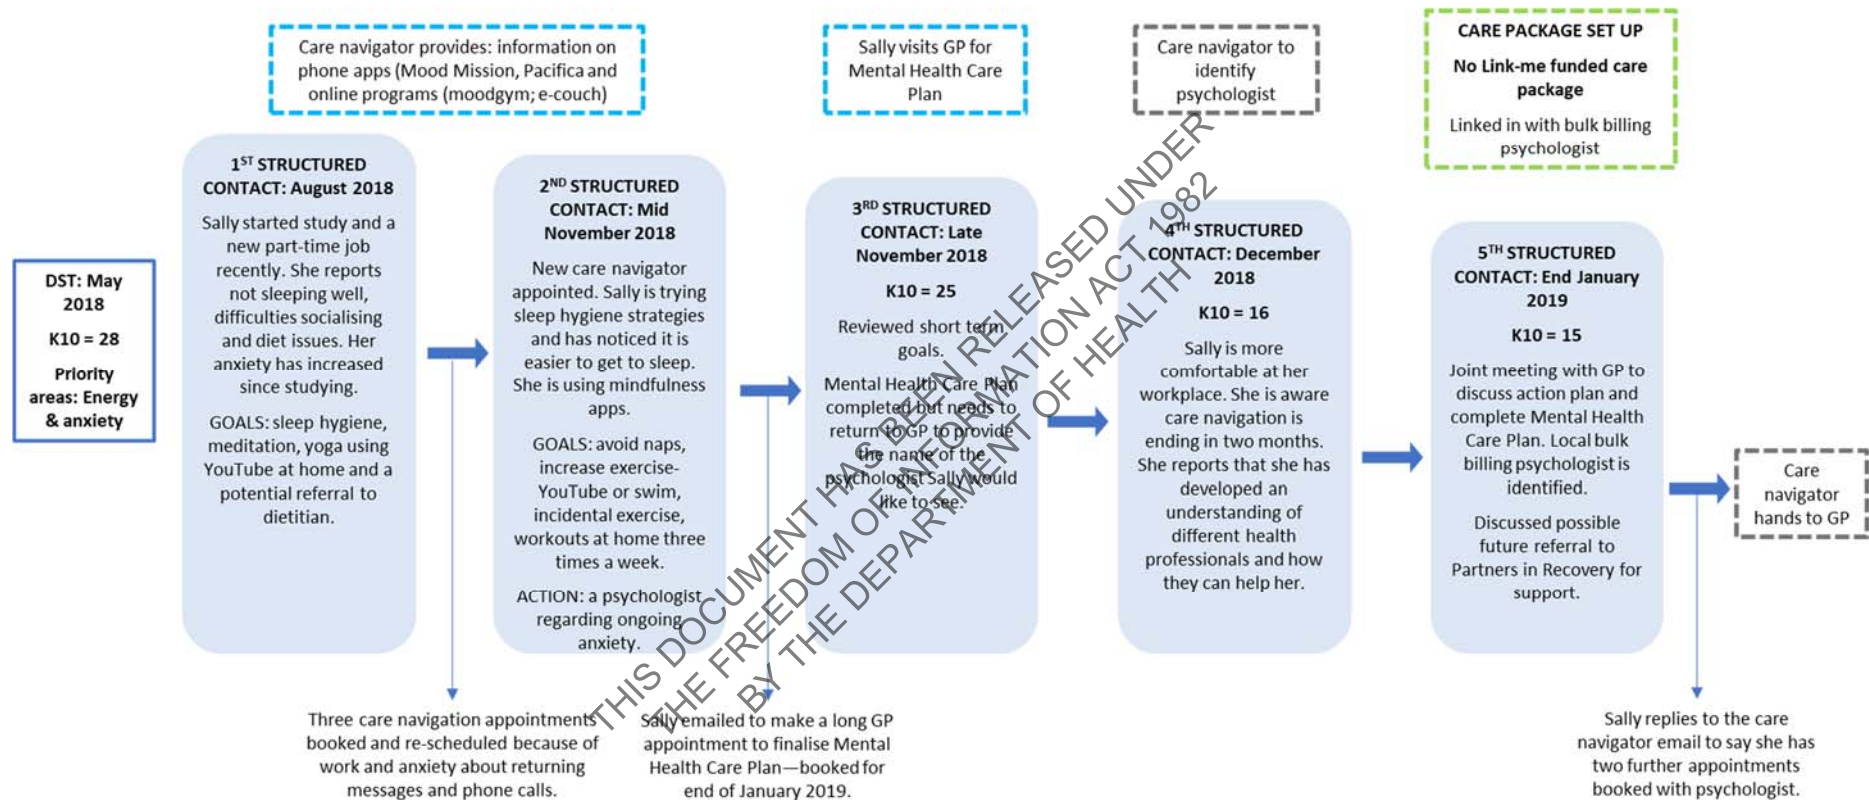 Care navigator provides: information on
phone apps (Mood Mission, Pacifica and
online programs (moodgym; e-couch)
Sally visits GP for
Mental Health Care
Plan
Care navigator to
identify
psychologist
CARE PACKAGE SET UP
No Link-me funded care
package
Linked in with bulk billing
psychologist
DST: May
2018
K10 = 28
Priority
areas: Energy
& anxiety
1ST STRUCTURED
CONTACT: August 2018
Sally started study and a
new part-time job
recently. She reports
not sleeping well,
difficulties socialising
and diet issues. Her
anxiety has increased
since studying.
GOALS: sleep hygiene,
meditation, yoga using
YouTube at home and a
potential referral to
dietitian.
2ND STRUCTURED
CONTACT: Mid
November 2018
New care navigator
appointed. Sally is trying
sleep hygiene strategies
and has noticed it is
easier to get to sleep.
She is using mindfulness
apps.
GOALS: avoid naps,
increase exercise-
YouTube or swim,
incidental exercise,
workouts at home three
times a week.
ACTION: a psychologist
regarding ongoing
anxiety.
3RD STRUCTURED
CONTACT: Late
November 2018
K10 = 25
Reviewed short term
goals.
Mental Health Care Plan
completed but needs to
return to GP to provide
the name of the
psychologist Sally would
like to see.
4TH STRUCTURED
CONTACT: December
2018
K10 = 16
Sally is more
comfortable at her
workplace. She is aware
care navigation is
ending in two months.
She reports that she has
developed an
understanding of
different health
professionals and how
they can help her.
5TH STRUCTURED
CONTACT: End January
2019
K10 = 15
Joint meeting with GP to
discuss action plan and
complete Mental Health
Care Plan. Local bulk
billing psychologist is
identified.
Discussed possible
future referral to
Partners in Recovery for
support.
Care
navigator
hands to GP
Three care navigation appointments
booked and re-scheduled because of
work and anxiety about returning
messages and phone calls.
Sally emailed to make a long GP
appointment to finalise Mental
Health Care Plan—booked for
end of January 2019.
Sally replies to the care
navigator email to say she has
two further appointments
booked with psychologist.
THIS DOCUMENT HAS BEEN RELEASED UNDER
THE FREEDOM OF INFORMATION ACT 1982
BY THE DEPARTMENT OF HEALTH